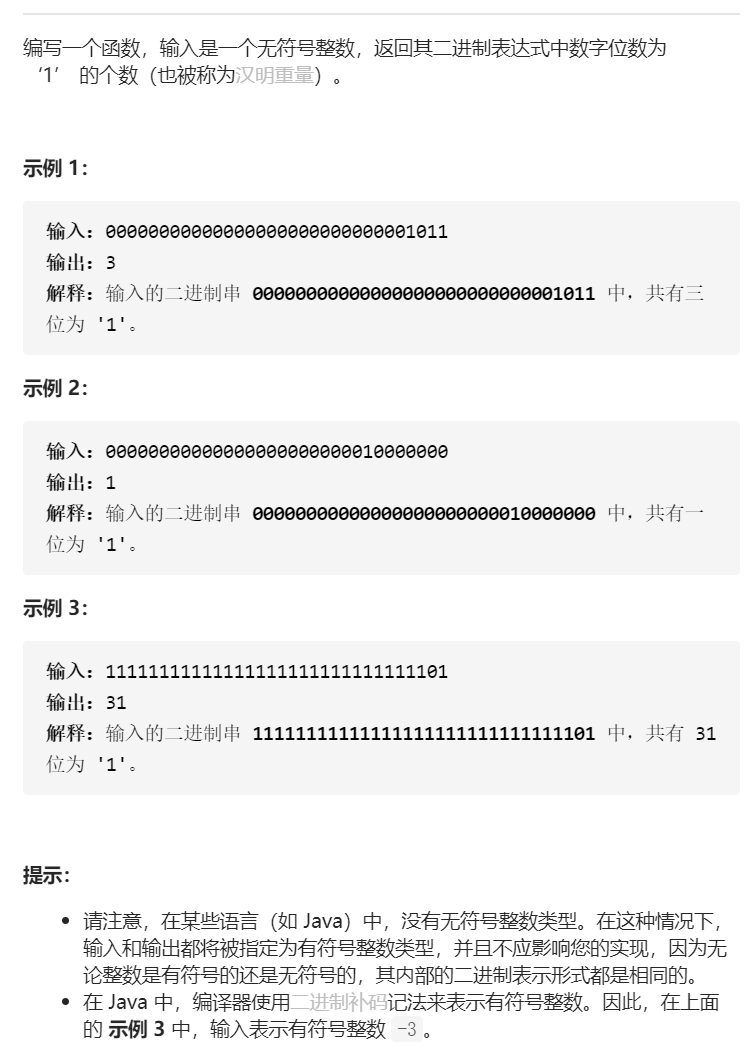 编写一个函数，输入是一个无符号整数，返回其二进制表达式中数字位数为
‘1’ 的个数（也被称为汉明重量）。
示例 1：
输入：00000000000000000000000000001011
输出：3
解释：输入的二进制串 00000000000000000000000000001011 中，共有三
位为 '1'。
示例 2：
输入：00000000000000000000000010000000
输出：1
解释：输入的二进制串 00000000000000000000000010000000 中，共有一
位为 '1'。
示例 3：
输入：11111111111111111111111111111101
输出：31
解释：输入的二进制串 11111111111111111111111111111101 中，共有 31
位为 '1'。
提示：
• 请注意，在某些语言（如 Java）中，没有无符号整数类型。在这种情况下，
输入和输出都将被指定为有符号整数类型，并且不应影响您的实现，因为无
论整数是有符号的还是无符号的，其内部的二进制表示形式都是相同的。
• 在 Java 中，编译器使用二进制补码记法来表示有符号整数。因此，在上面
的 示例 3 中，输入表示有符号整数 -3。